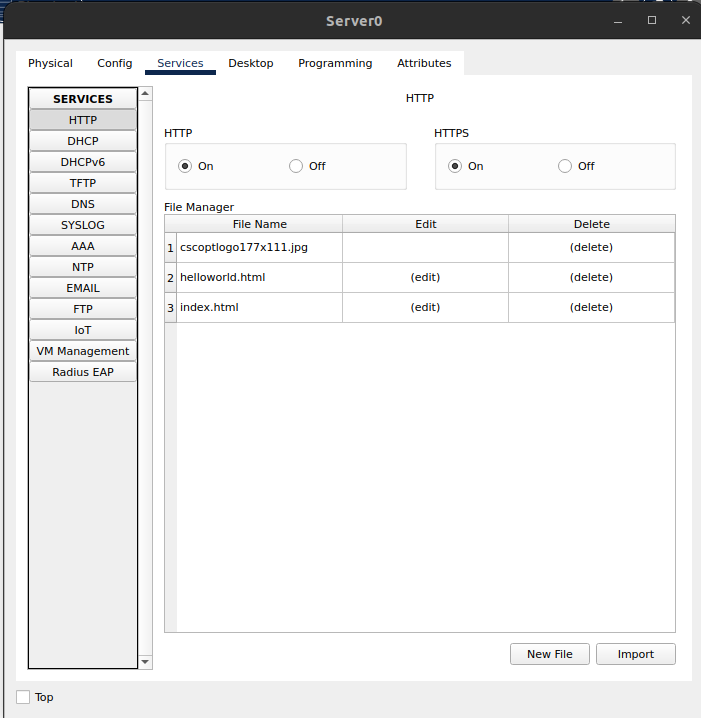 Server0
Physical Config Services Desktop Programming Attributes
SERVICES
HTTP
DHCP
DHCPv6
TFTP
DNS
SYSLOG
AAA
NTP
EMAIL
FTP
IoT
VM Management
Radius EAP
HTTP
HTTP HTTPS
On Off On Off
File Manager
File Name Edit Delete
1 cscoptlogo177x111.jpg (delete)
2 helloworld.html (edit) (delete)
3 index.html (edit) (delete)
New File Import
Top